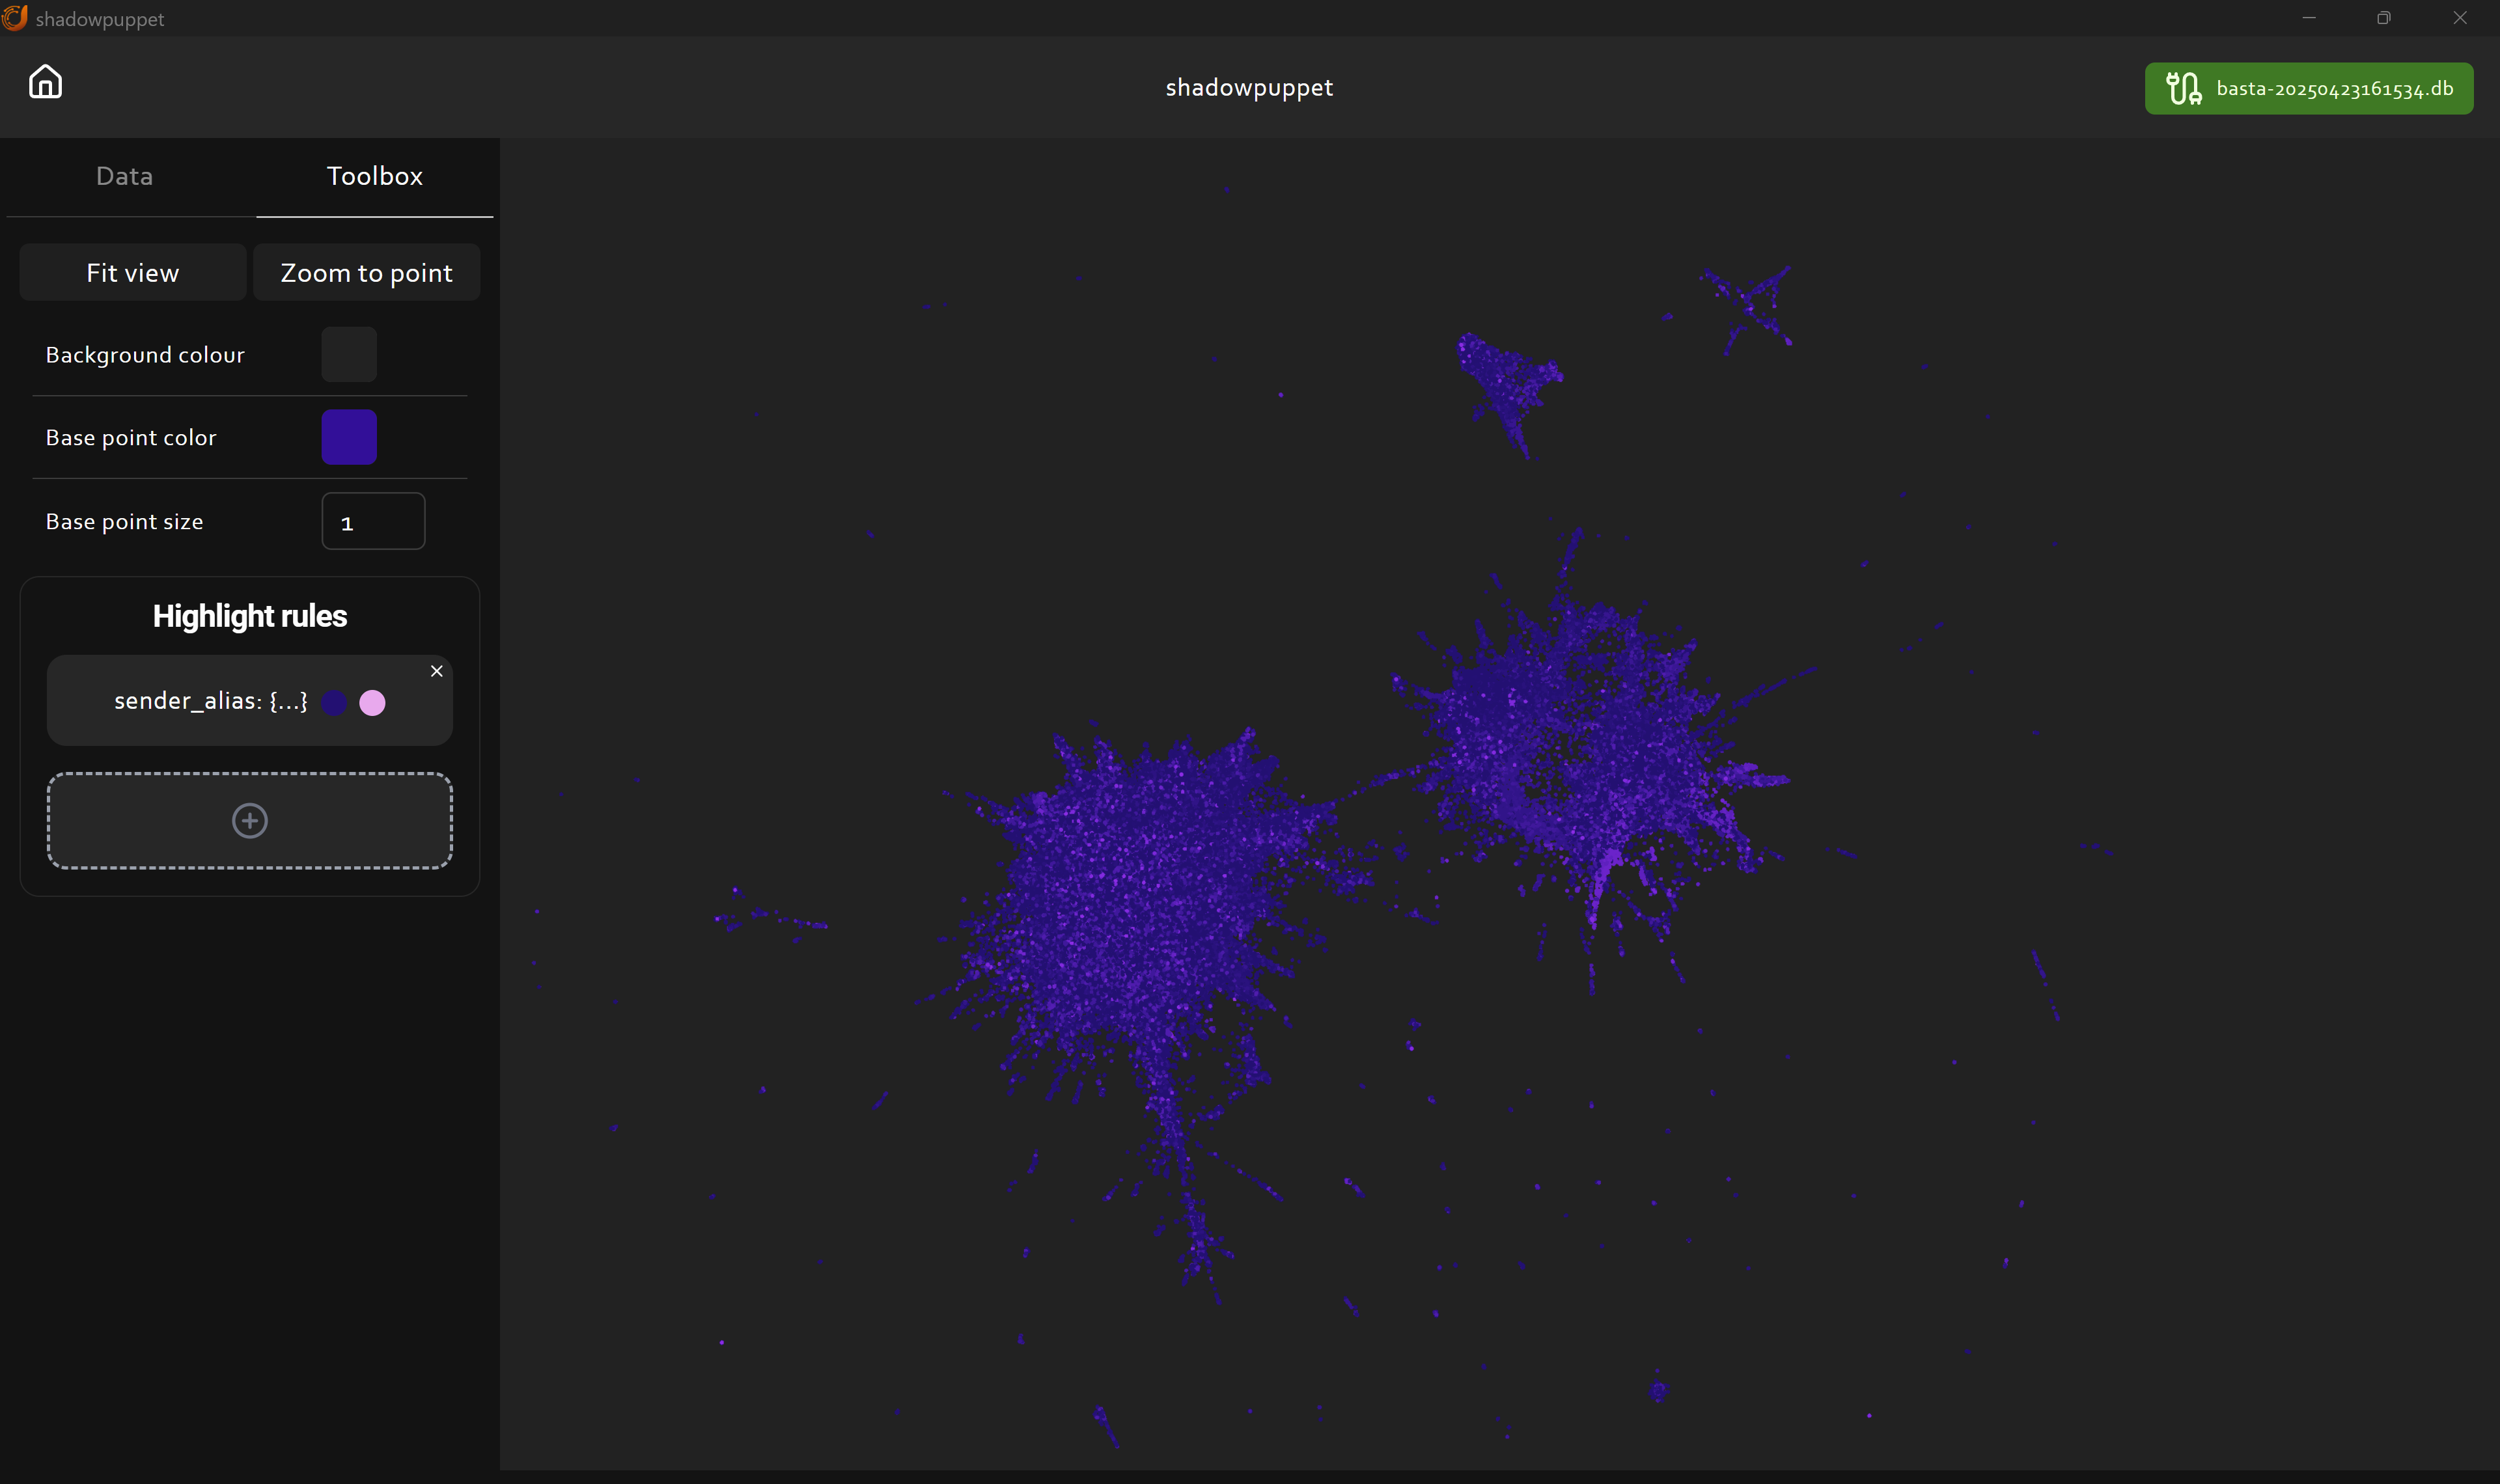 shadowpuppet
shadowpuppet
basta-20250423161534.db
Data
Toolbox
Fit view
Zoom to point
Background colour
Base point color
Base point size
1
Highlight rules
sender_alias: {...}